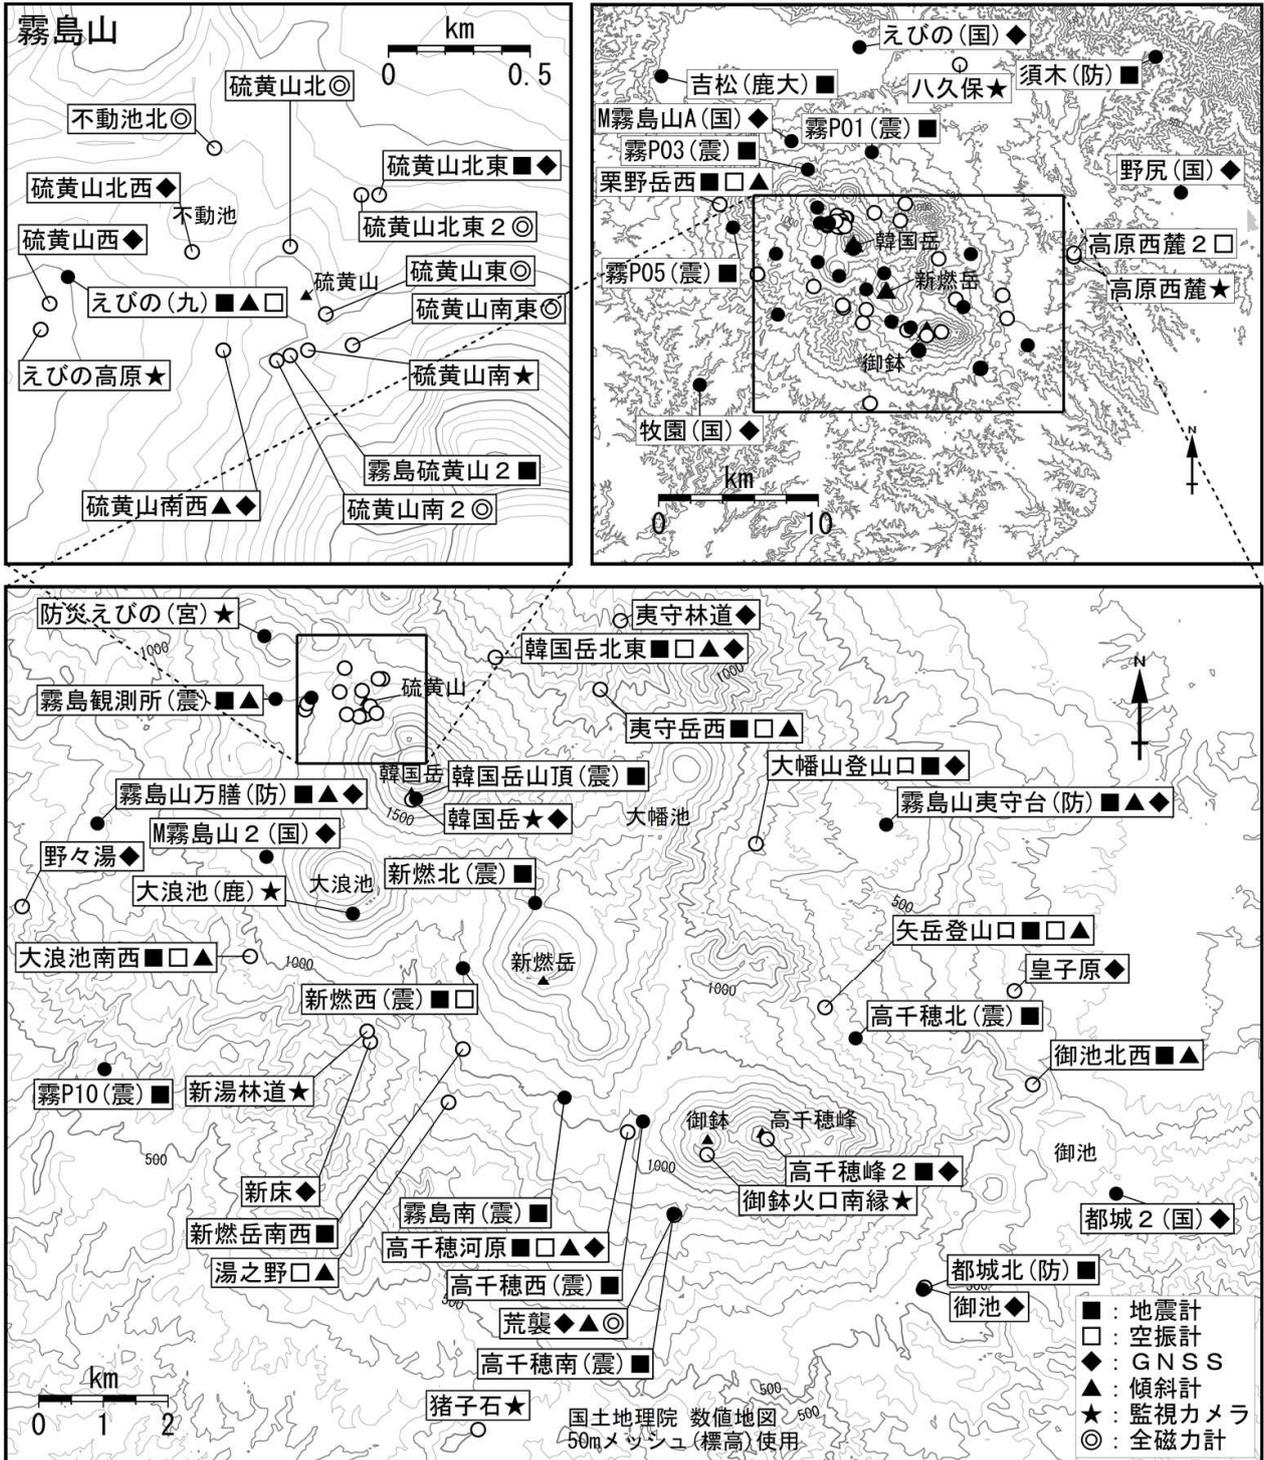 霧島山
km
0 0.5
硫黄山北◎
不動池北◎
硫黄山北東■◆
硫黄山北西◆
不動池
硫黄山北東２◎
硫黄山西◆
硫黄山東◎
硫黄山
えびの(九)■▲□
硫黄山南東◎
えびの高原★
硫黄山南★
霧島硫黄山２■
硫黄山南西▲◆
硫黄山南２◎
えびの(国)◆
吉松(鹿大)■
八久保★
須木(防)■
M霧島山A(国)◆
霧P01(震)■
霧P03(震)■
野尻(国)◆
栗野岳西■□▲
1000
韓国岳
高原西麓２□
霧P05(震)■
新燃岳
高原西麓★
御鉢
牧園(国)◆
N
km
0 10
防災えびの(宮)★
夷守林道◆
1000
韓国岳北東■□▲◆
1000
N
霧島観測所(震)■▲
硫黄山
夷守岳西■□▲
大幡山登山口■◆
韓国岳
韓国岳山頂(震)■
霧島山万膳(防)■▲◆
霧島山夷守台(防)■▲◆
1500
韓国岳★◆
大幡池
M霧島山２(国)◆
野々湯◆
新燃北(震)■
大浪池(鹿)★
大浪池
500
矢岳登山口■□▲
大浪池南西■□▲
1000
新燃岳
皇子原◆
1000
新燃西(震)■□
高千穂北(震)■
御池北西■▲
霧P10(震)■
新湯林道★
御鉢
高千穂峰
500
1000
御池
高千穂峰２■◆
新床◆
御鉢火口南縁★
霧島南(震)■
都城２(国)◆
新燃岳南西■
高千穂河原■□▲◆
湯之野□▲
高千穂西(震)■
都城北(防)■
500
御池◆
荒襲◆▲◎
高千穂南(震)■
km
0 1 2
猪子石★
500
500
国土地理院 数値地図
50mメッシュ(標高)使用
■：地震計
□：空振計
◆：ＧＮＳＳ
▲：傾斜計
★：監視カメラ
◎：全磁力計